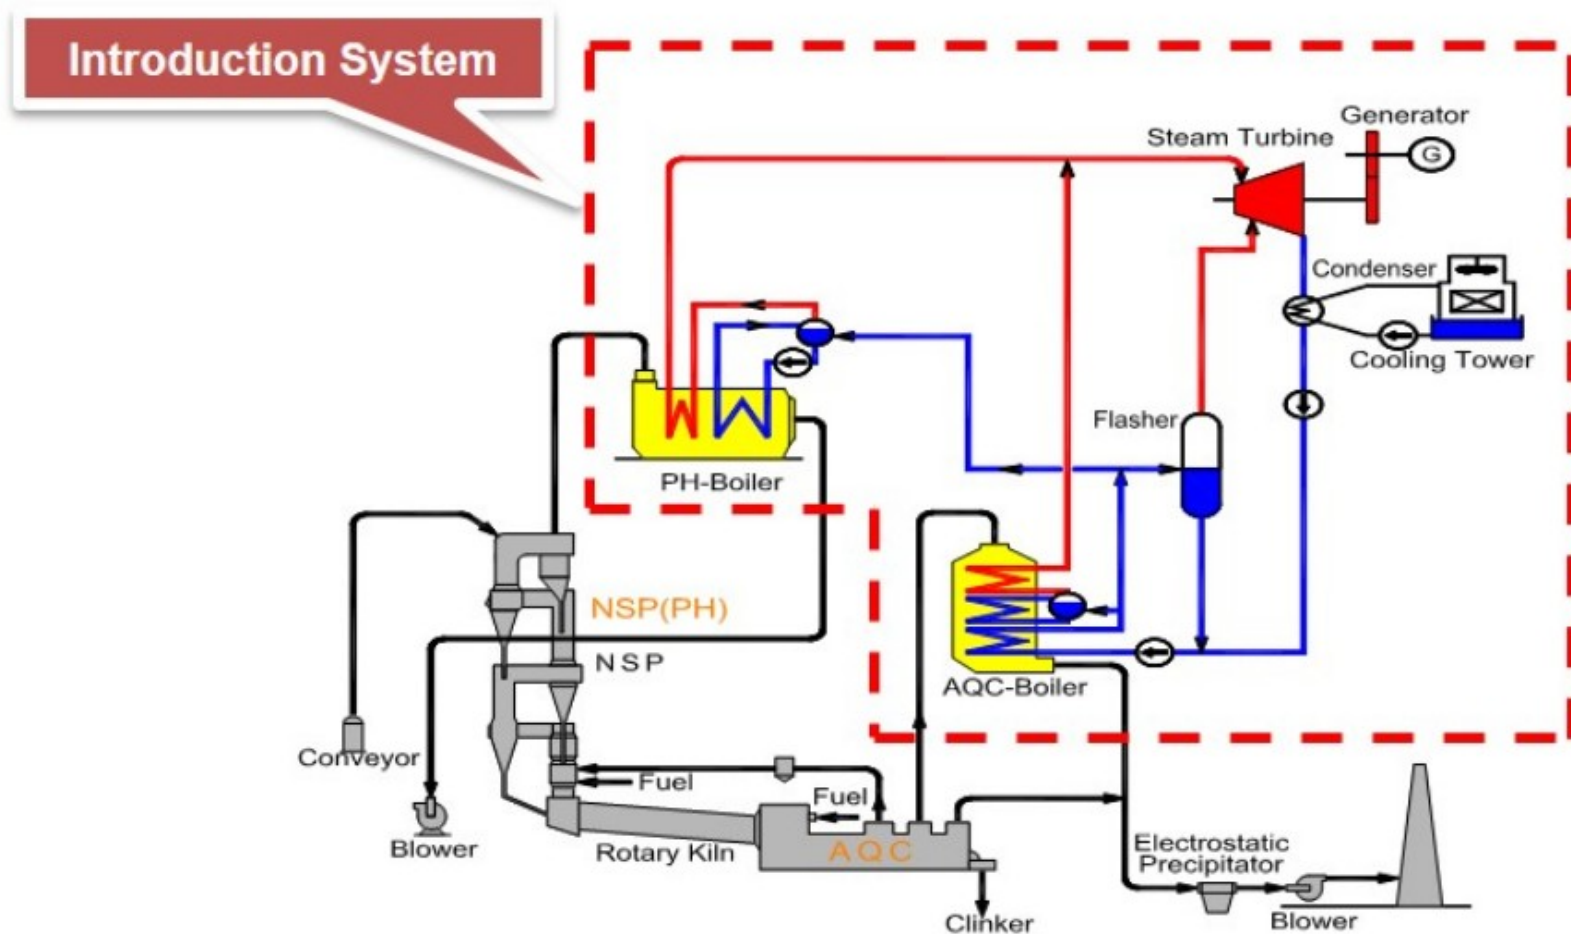 Introduction System
Generator
Steam Turbine
G
Condenser
Cooling Tower
Flasher
PH-Boiler
NSP(PH)
NSP
AQC-Boiler
Conveyor
Fuel
Fuel
Blower
Rotary Kiln
AQC
Electrostatic
Precipitator
Clinker
Blower